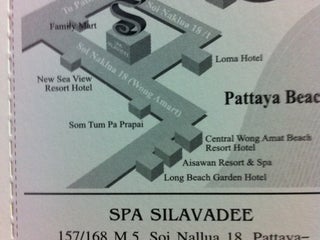 Family Mart
Soi Naklua 18 /1
Loma Hotel
Soi Naklua 18 (Wong Amart)
New Sea View
Resort Hotel
Pattaya Beac
Som Tum Pa Prapai
Central Wong Amat Beach
Resort Hotel
Aisawan Resort & Spa
Long Beach Garden Hotel
SPA SILAVADEE
157/168 M.5, Soi Nallua 18, Pattaya–